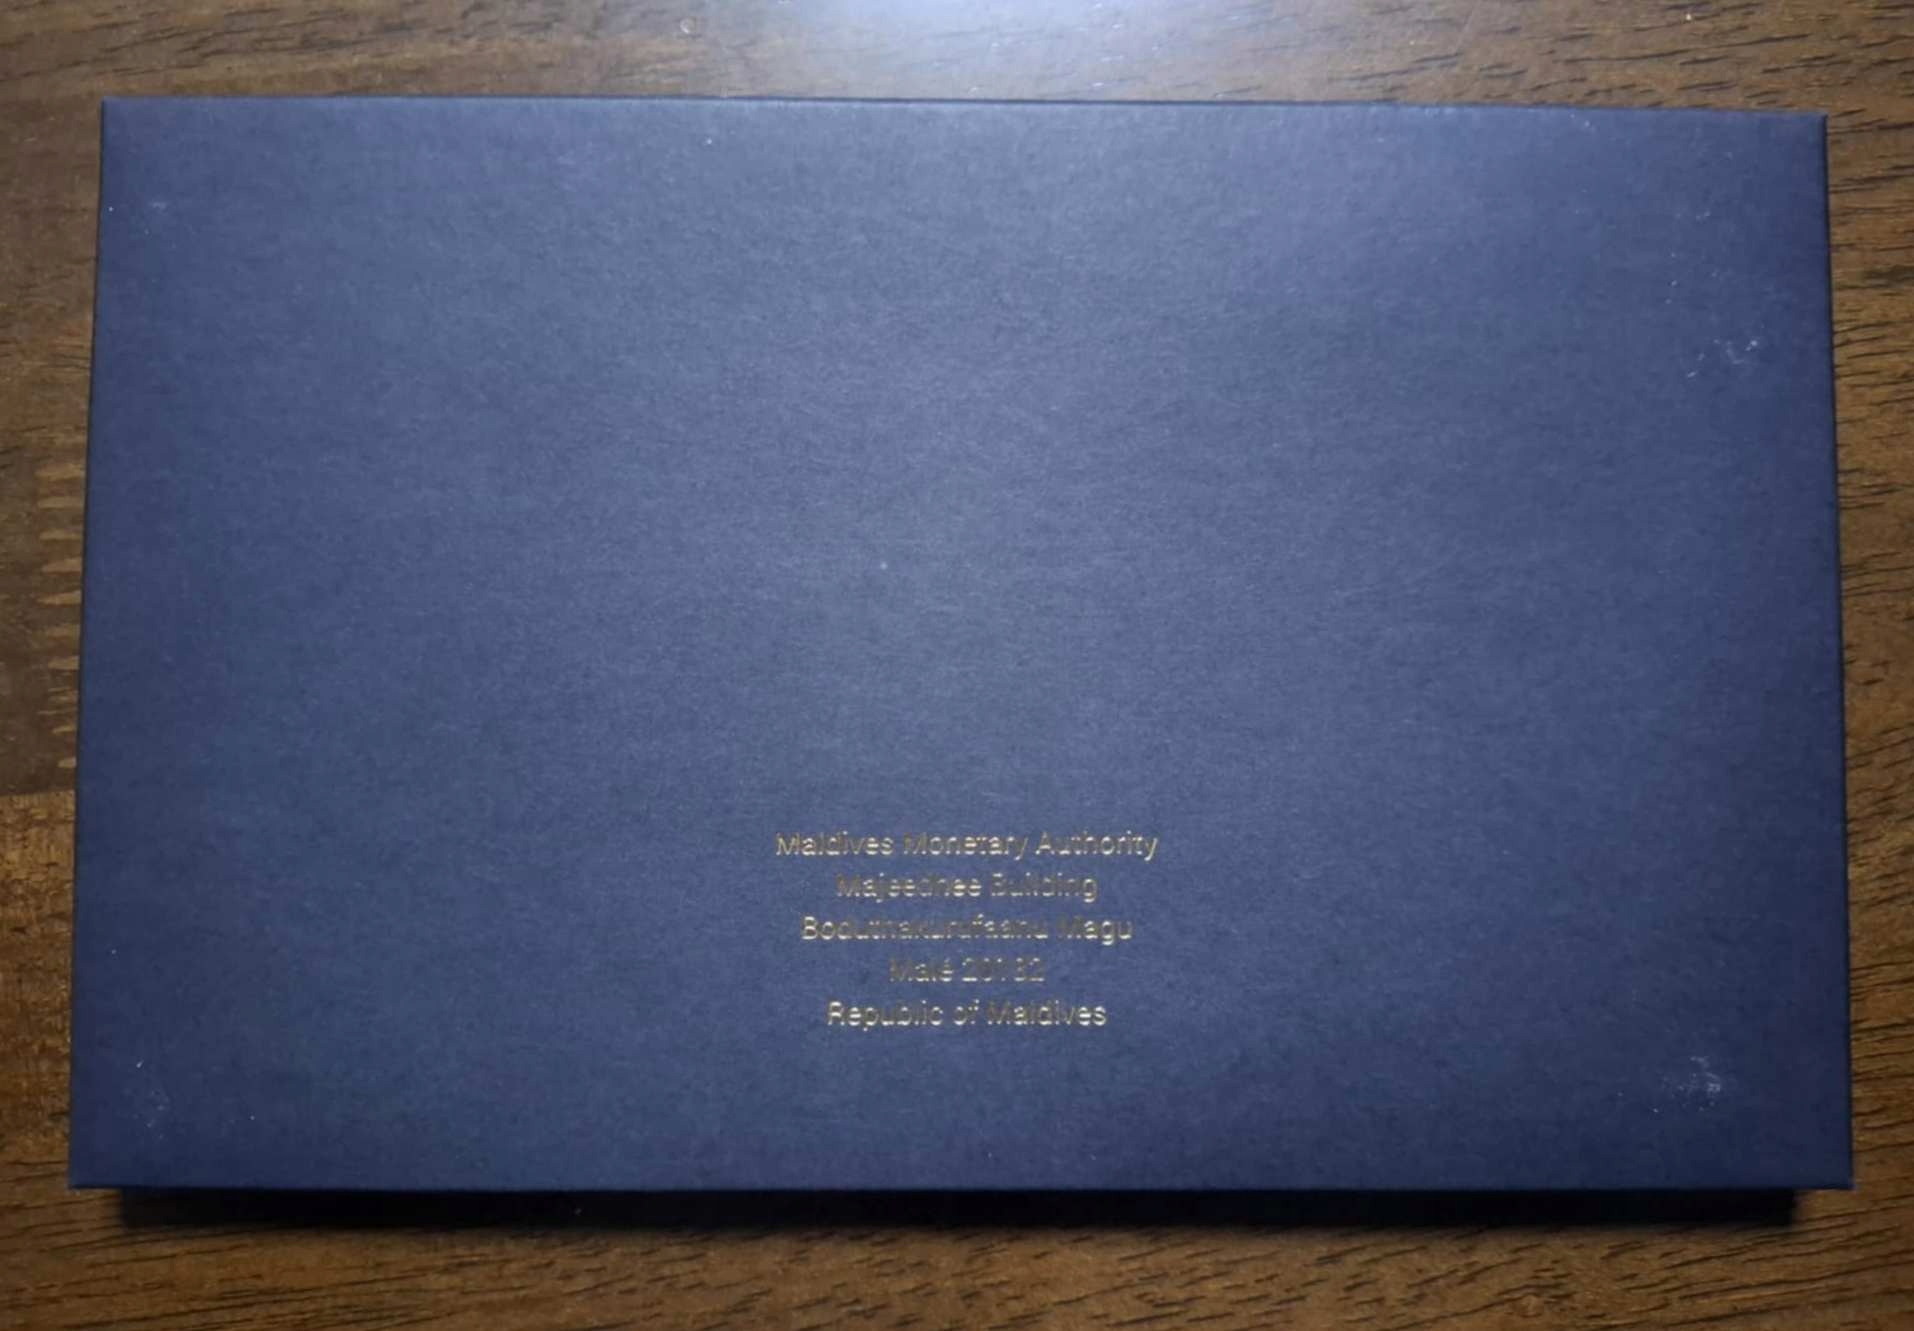 Maldives Monetary Authority
Majeedhee Building
Boduthakurufaanu Magu
Malé 20182
Republic of Maldives